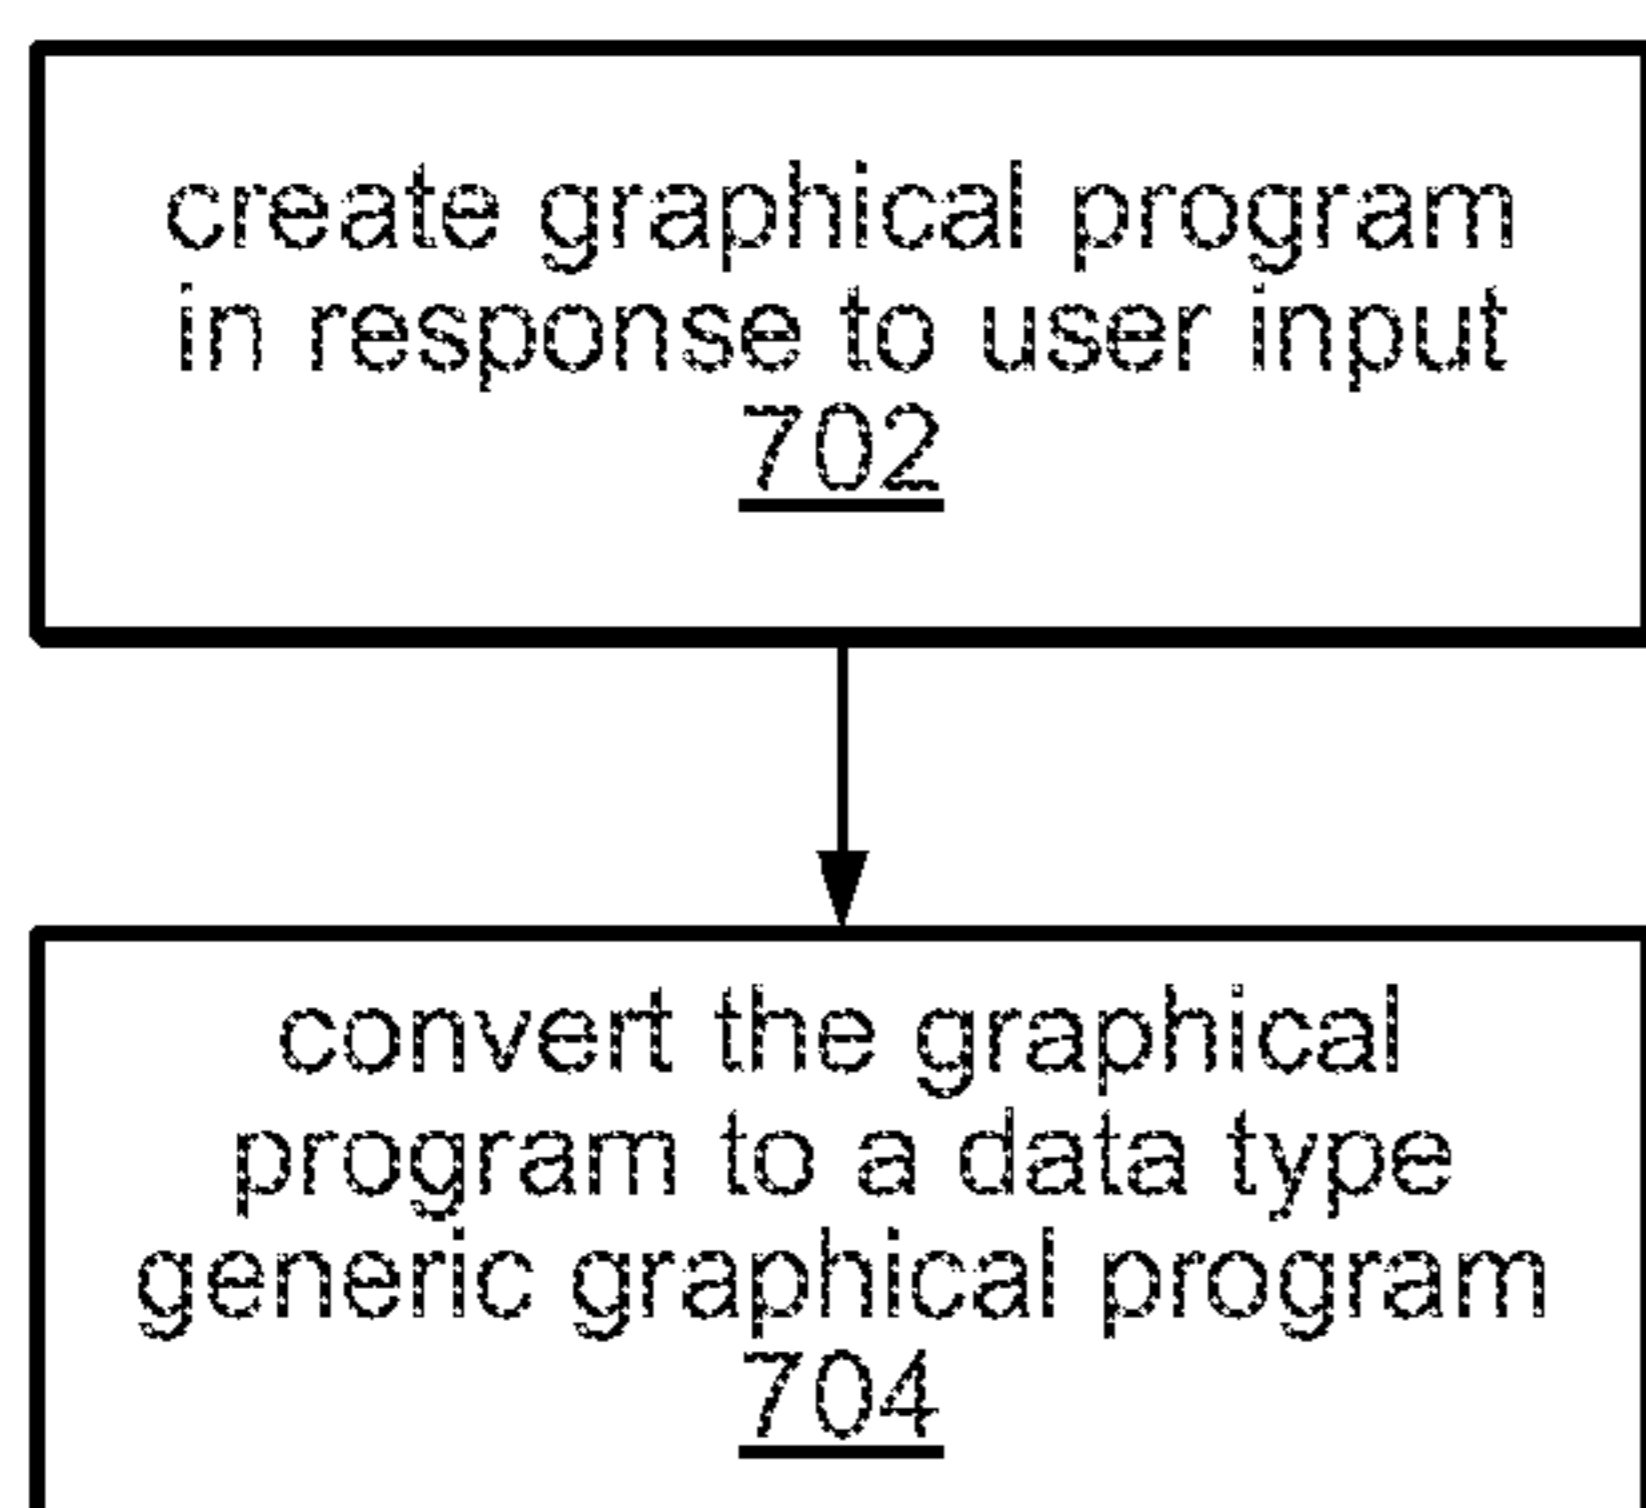 create graphical program
in response to user input
702
convert the graphical
program to a data type
generic graphical program
704